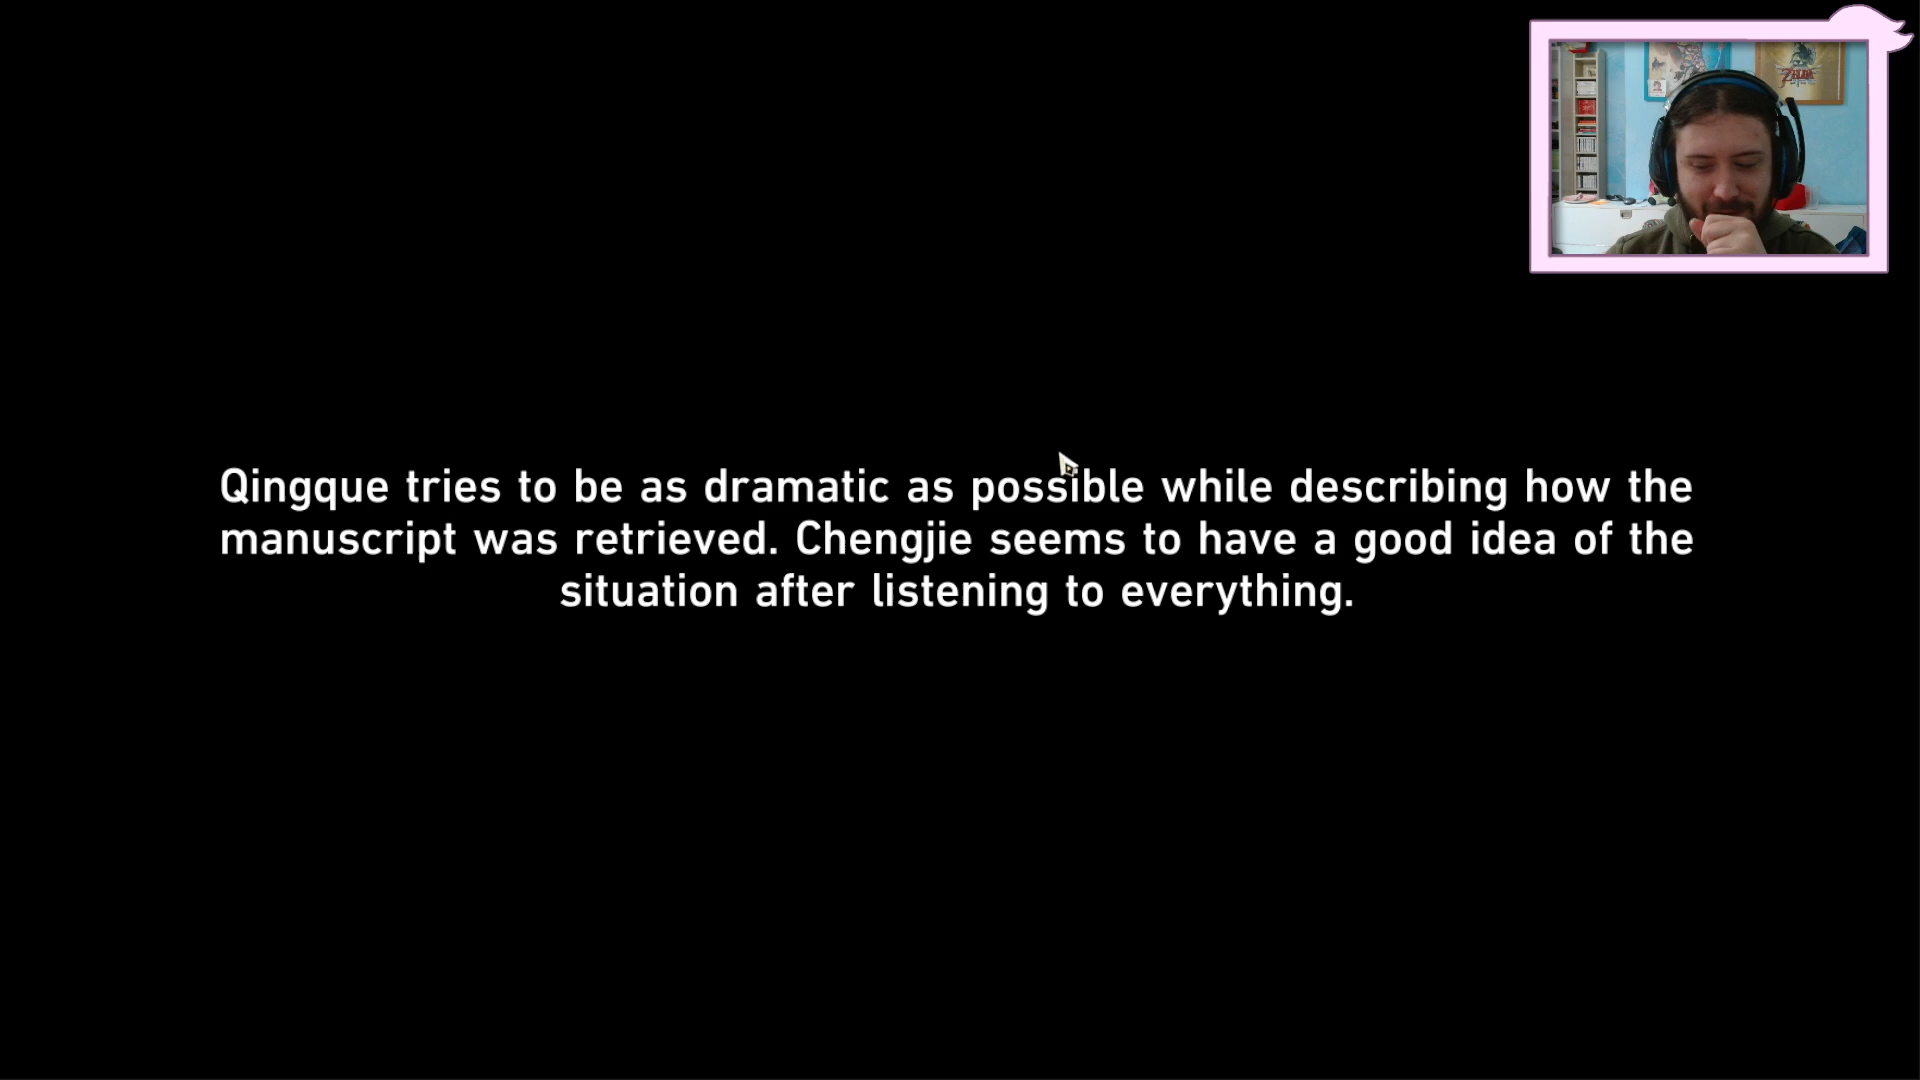 Qingque tries to be as dramatic as possible while describing how the
manuscript was retrieved. Chengjie seems to have a good idea of the
situation after listening to everything.
ZELDA